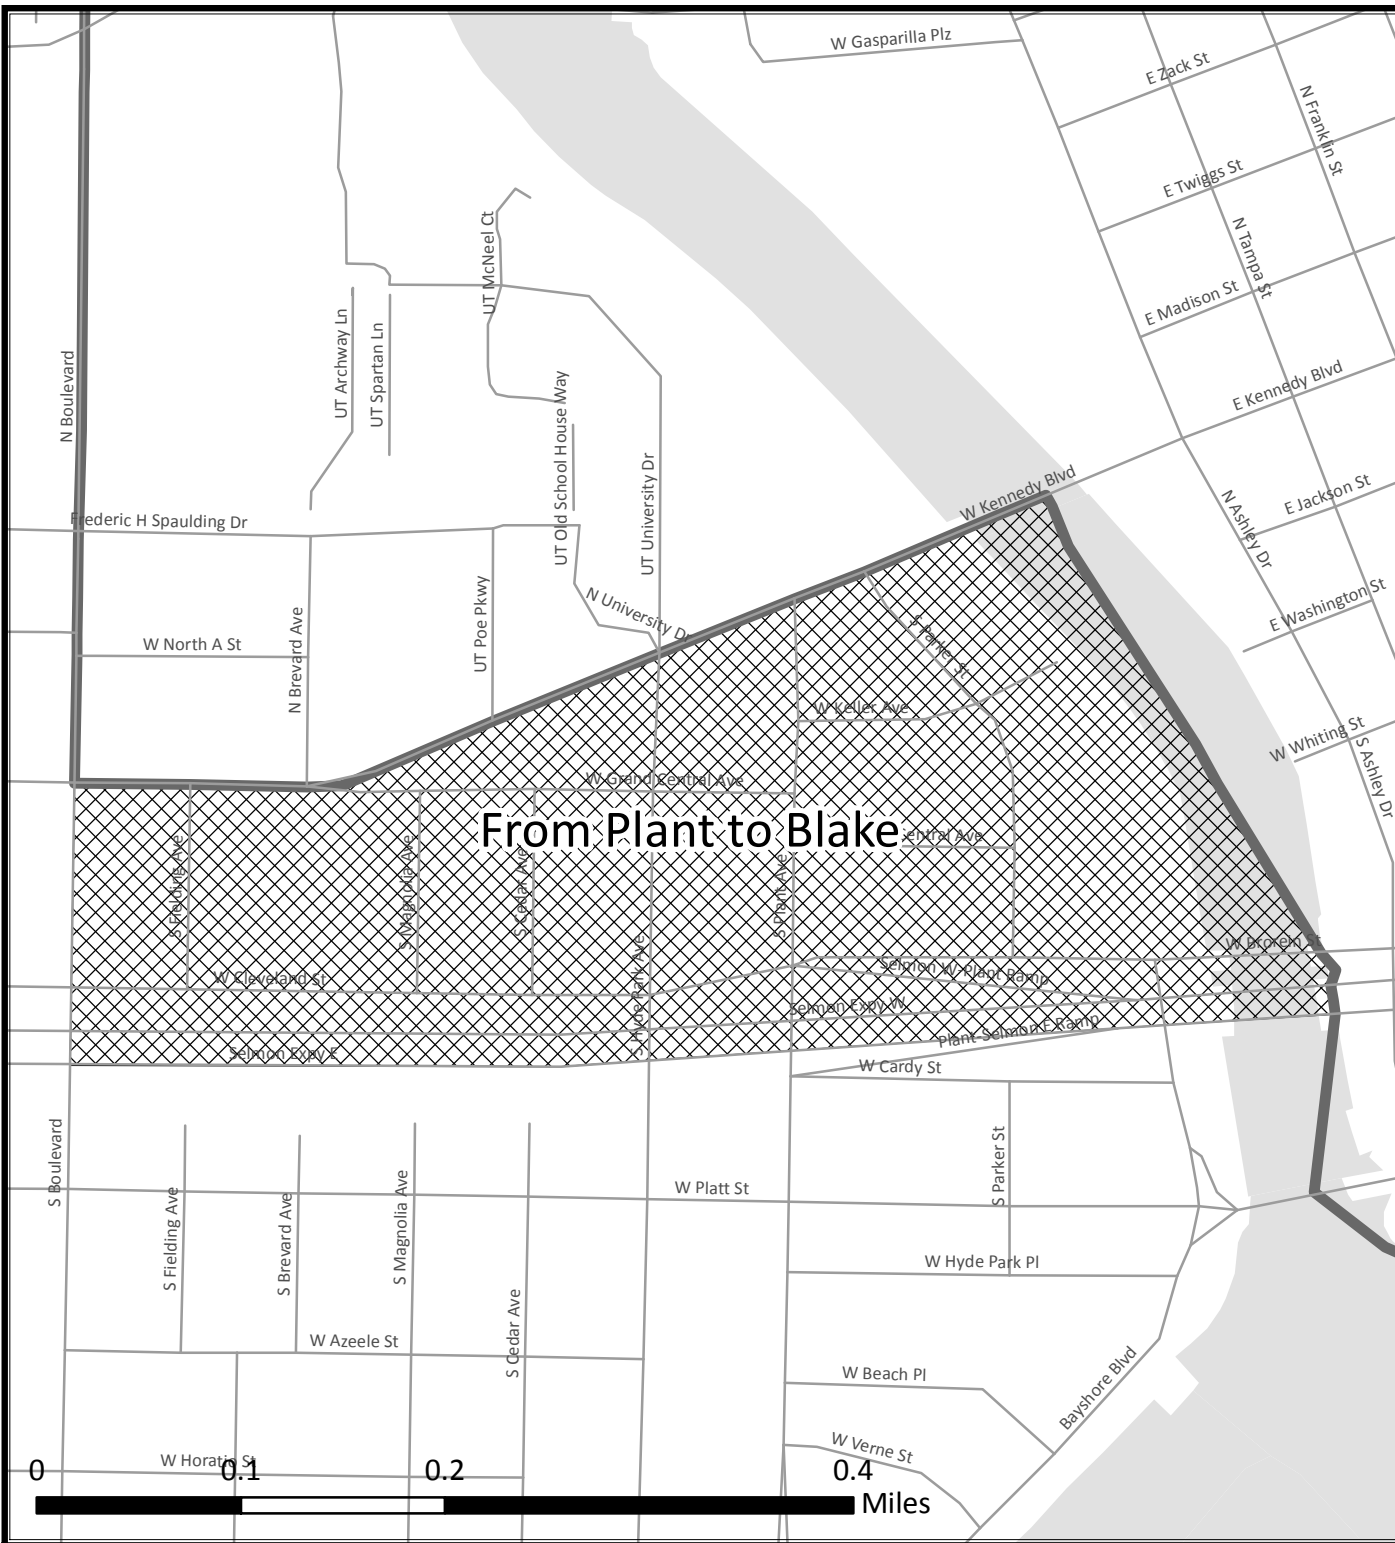 W Gasparilla Plz
E Zack St
N Franklin St
E Twiggs St
N Tampa St
UT McNeel Ct
E Madison St
UT Archway Ln
UT Spartan Ln
N Boulevard
UT Old School House Way
E Kennedy Blvd
UT University Dr
W Kennedy Blvd
E Jackson St
N Ashley Dr
Frederic H Spaulding Dr
UT Poe Pkwy
N University Dr
E Washington St
W North A St
N Brevard Ave
S Parker St
W Keller Ave
W Whiting St
S Ashley Dr
W Grand Central Ave
From Plant to Blake
entral Ave
S Fielding Ave
S Magnolia Ave
S Cedar Ave
S Plant Ave
W Brorein St
S Hyde Park Ave
W Cleveland St
Selmon W-Plant Ramp
Selmon Expy W
Plant-Selmon E Ramp
Selmon Expy E
W Cardy St
S Boulevard
S Parker St
W Platt St
S Fielding Ave
S Brevard Ave
S Magnolia Ave
W Hyde Park Pl
S Cedar Ave
W Azeele St
W Beach Pl
Bayshore Blvd
W Verne St
W Horatio St
0 0.1 0.2 0.4
Miles